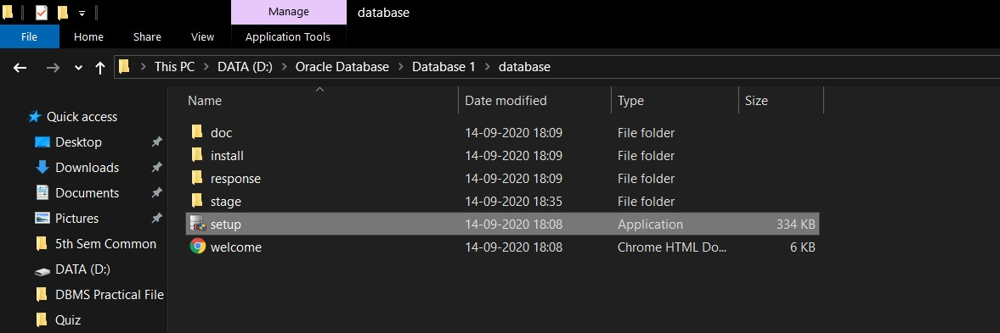 Manage database
File Home Share View Application Tools
This PC DATA (D:) Oracle Database Database 1 database
Name Date modified Type Size
Quick access
Desktop
Downloads
Documents
Pictures
5th Sem Common
DATA (D:)
DBMS Practical File
Quiz
doc 14-09-2020 18:09 File folder
install 14-09-2020 18:09 File folder
response 14-09-2020 18:09 File folder
stage 14-09-2020 18:35 File folder
setup 14-09-2020 18:08 Application 334 KB
welcome 14-09-2020 18:08 Chrome HTML Do... 6 KB